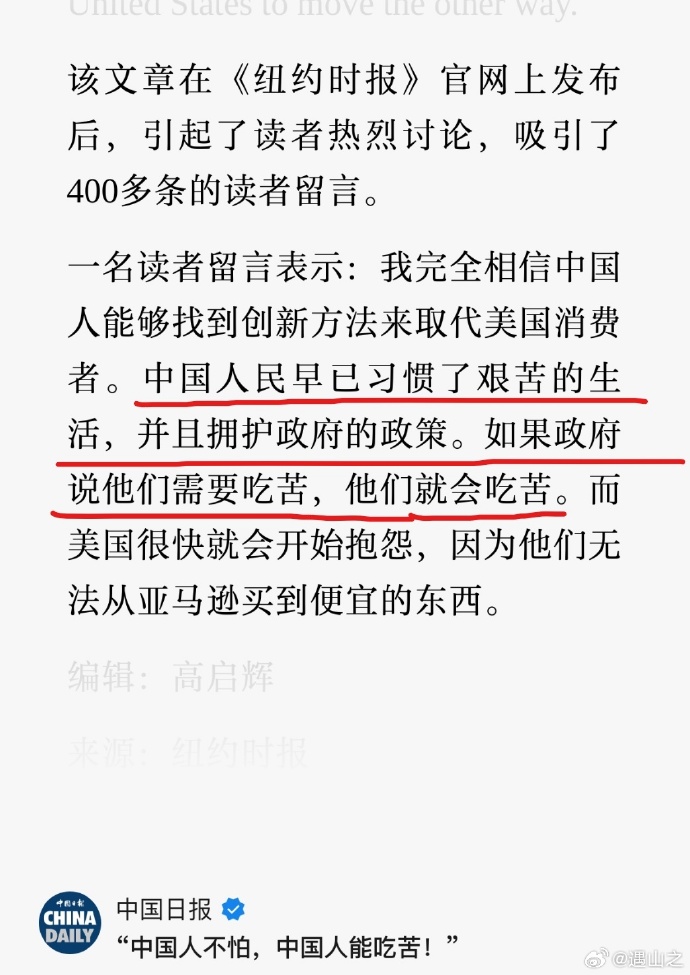 United States to move the other way.
该文章在《纽约时报》官网上发布
后，引起了读者热烈讨论，吸引了
400多条的读者留言。
一名读者留言表示：我完全相信中国
人能够找到创新方法来取代美国消费
者。中国人民早已习惯了艰苦的生
活，并且拥护政府的政策。如果政府
说他们需要吃苦，他们就会吃苦。而
美国很快就会开始抱怨，因为他们无
法从亚马逊买到便宜的东西。
编辑：高启辉
来源：纽约时报
中国日报
CHINA
DAILY
中国日报
“中国人不怕，中国人能吃苦！”
@遇山之